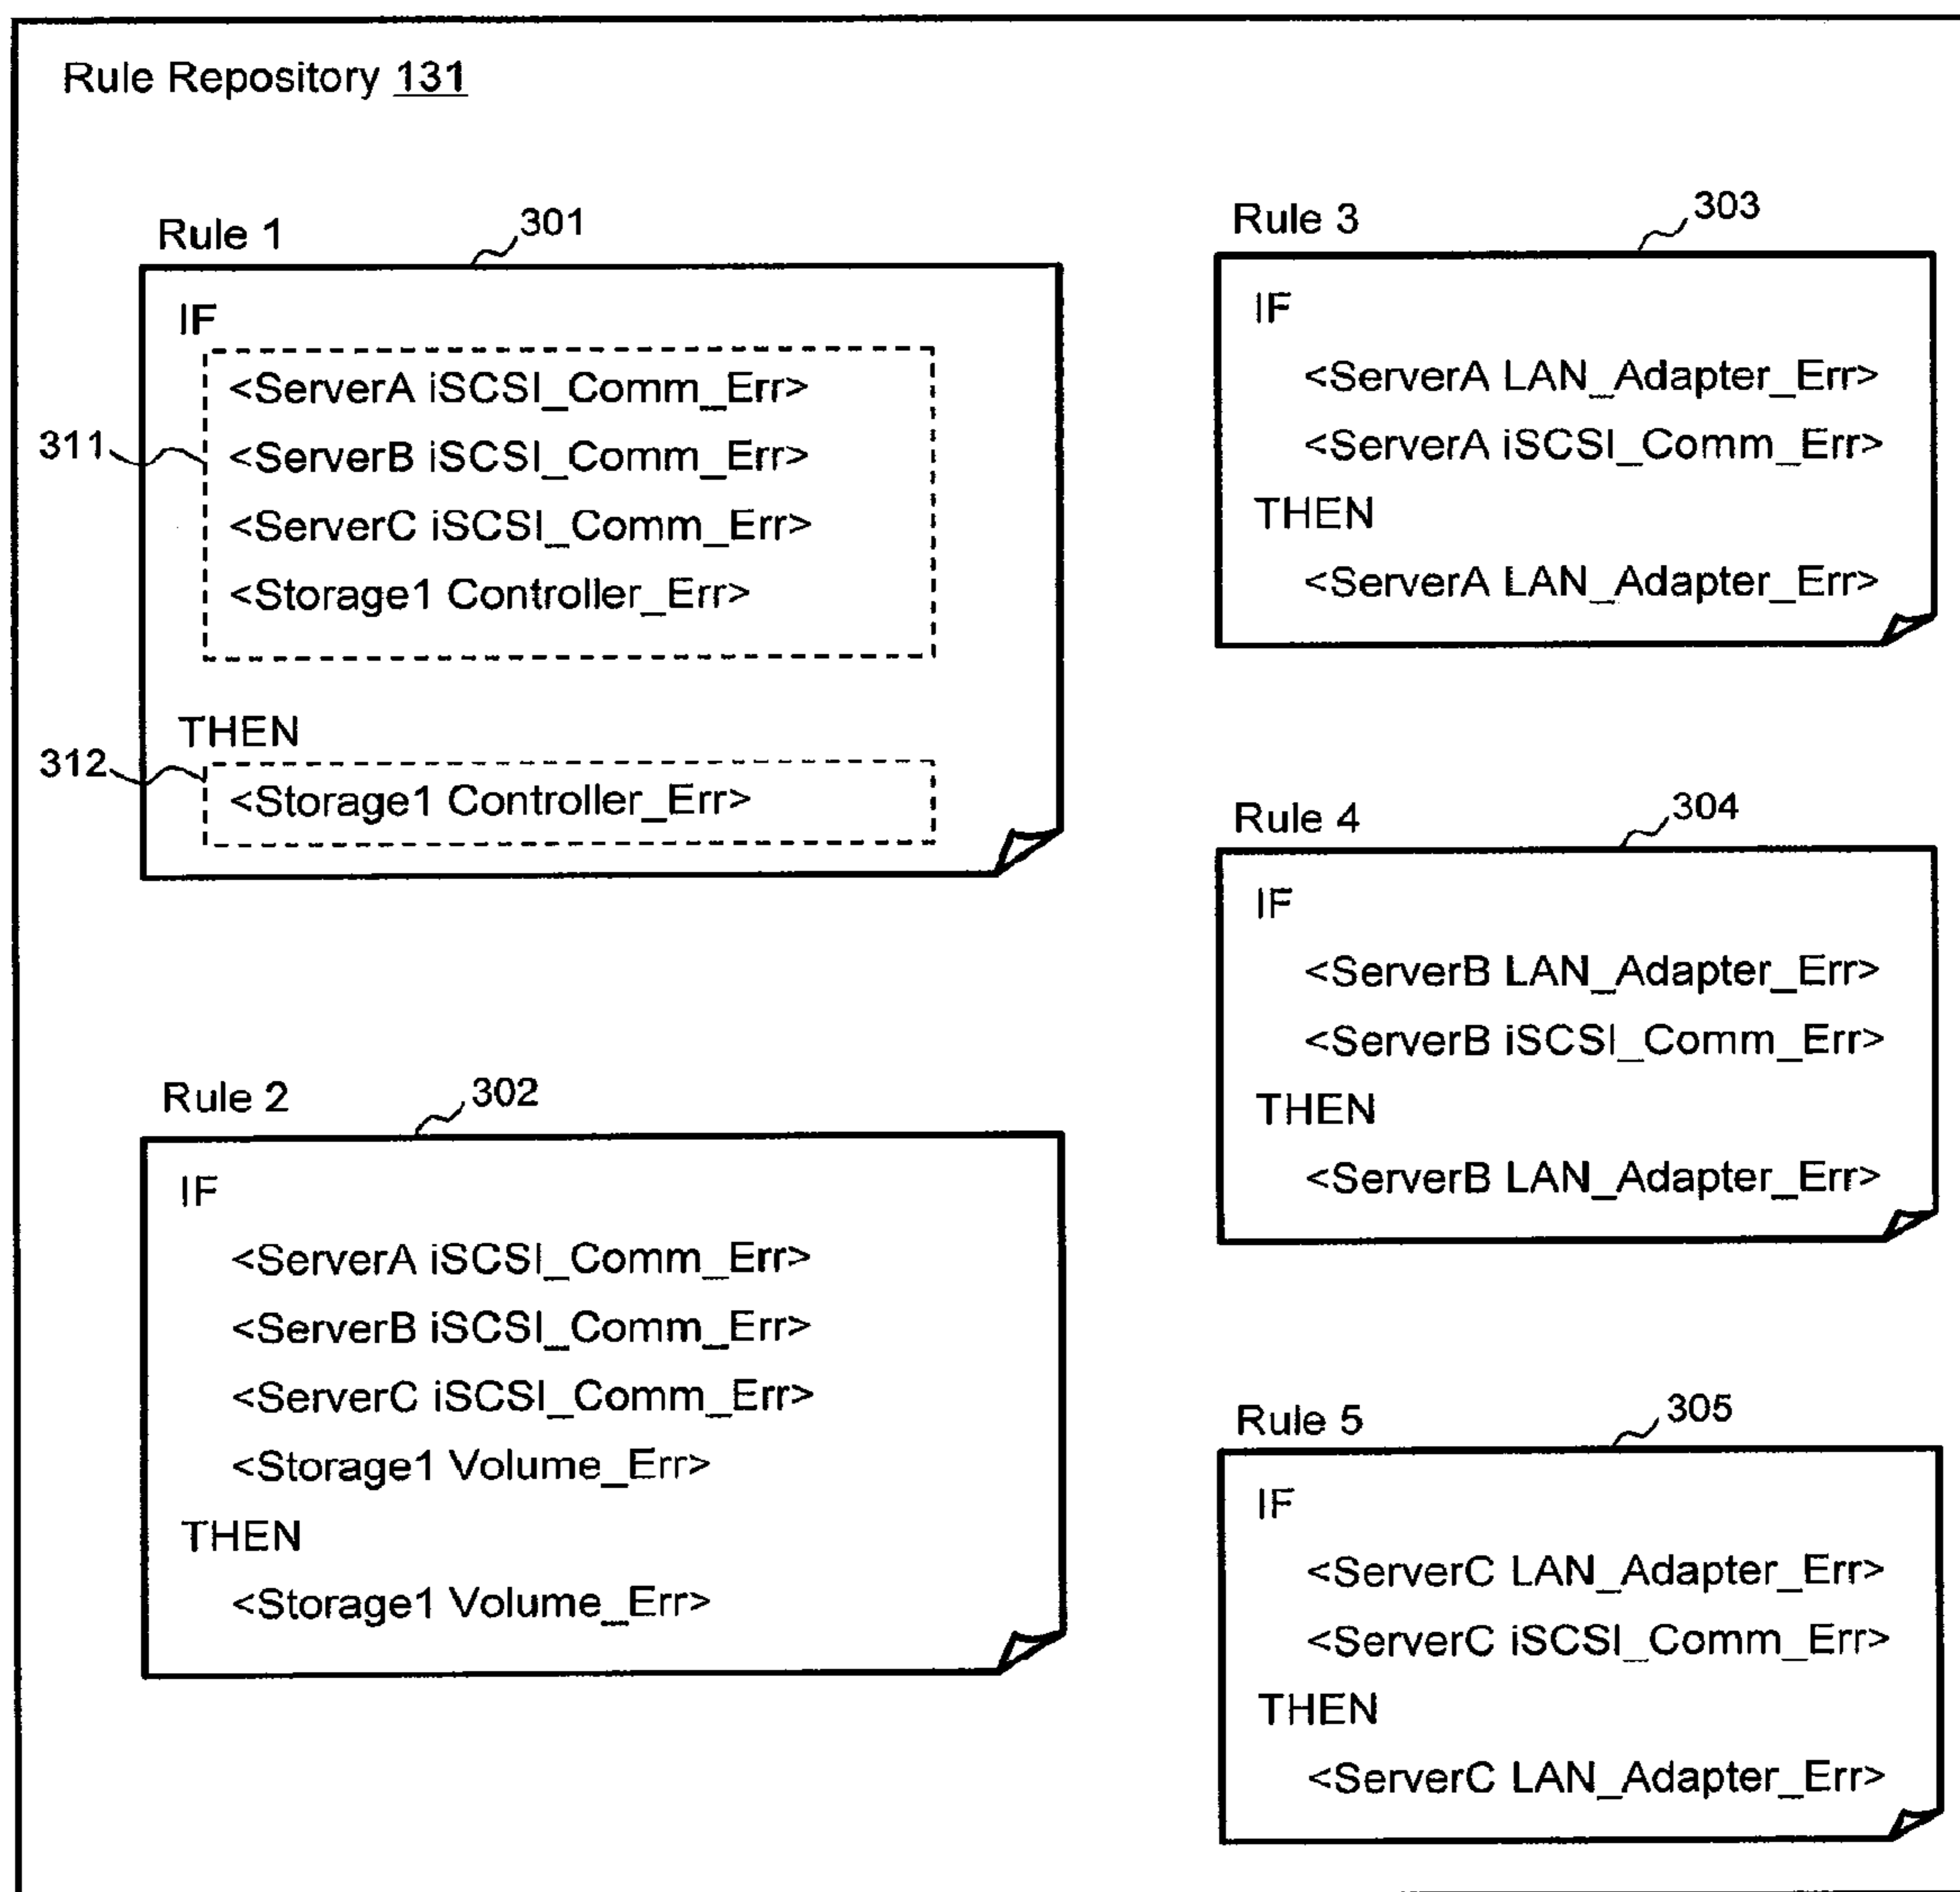 Rule Repository 131
Rule 1
301
IF
<ServerA iSCSI_Comm_Err>
311
<ServerB iSCSI_Comm_Err>
<ServerC iSCSI_Comm_Err>
<Storage1 Controller_Err>
THEN
312
<Storage1 Controller_Err>
Rule 2
302
IF
<ServerA iSCSI_Comm_Err>
<ServerB iSCSI_Comm_Err>
<ServerC iSCSI_Comm_Err>
<Storage1 Volume_Err>
THEN
<Storage1 Volume_Err>
Rule 3
303
IF
<ServerA LAN_Adapter_Err>
<ServerA iSCSI_Comm_Err>
THEN
<ServerA LAN_Adapter_Err>
Rule 4
304
IF
<ServerB LAN_Adapter_Err>
<ServerB iSCSI_Comm_Err>
THEN
<ServerB LAN_Adapter_Err>
Rule 5
305
IF
<ServerC LAN_Adapter_Err>
<ServerC iSCSI_Comm_Err>
THEN
<ServerC LAN_Adapter_Err>